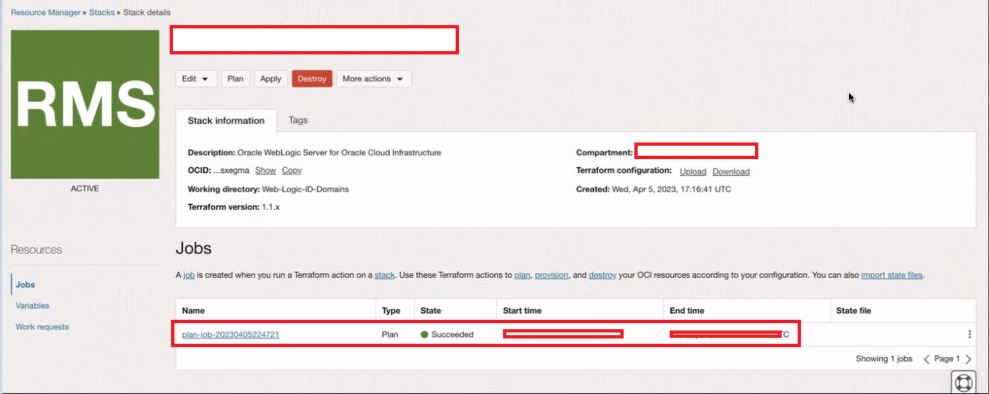 Resource Manager » Stacks » Stack details
RMS
ACTIVE
Edit Plan Apply Destroy More actions
Stack information Tags
Description: Oracle WebLogic Server for Oracle Cloud Infrastructure
OCID: ...sxegma Show Copy
Working directory: Web-Logic-ID-Domains
Terraform version: 1.1.x
Compartment:
Terraform configuration: Upload Download
Created: Wed, Apr 5, 2023, 17:16:41 UTC
Resources
Jobs
Variables
Work requests
Jobs
A job is created when you run a Terraform action on a stack. Use these Terraform actions to plan, provision, and destroy your OCI resources according to your configuration. You can also import state files.
Name Type State Start time End time State file
plan-job-20230405224721 Plan Succeeded
Showing 1 jobs < Page 1 >